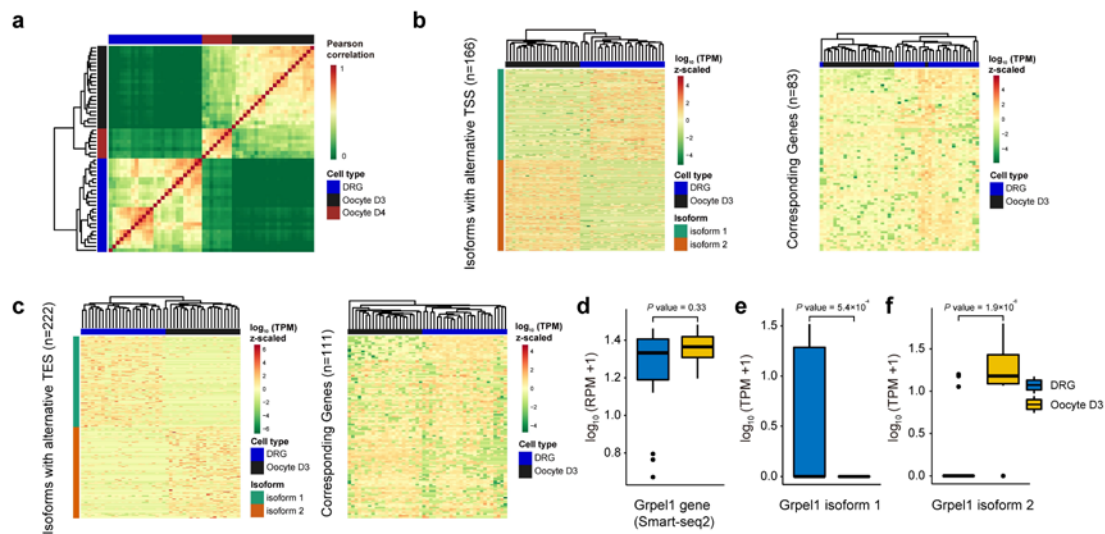 a
Pearson
correlation
1
0
Cell type
DRG
Oocyte D3
Oocyte D4
b
Isoforms with alternative TSS (n=166)
log₁₀ (TPM)
z-scaled
4
2
0
−2
−4
Cell type
DRG
Oocyte D3
Isoform
isoform 1
isoform 2
Corresponding Genes (n=83)
log₁₀ (TPM)
z-scaled
4
2
0
−2
−4
Cell type
DRG
Oocyte D3
c
Isoforms with alternative TES (n=222)
log₁₀ (TPM)
z-scaled
6
4
2
0
−2
−4
−6
Cell type
DRG
Oocyte D3
Isoform
isoform 1
isoform 2
Corresponding Genes (n=111)
log₁₀ (TPM)
z-scaled
4
2
0
−2
−4
Cell type
DRG
Oocyte D3
d
P value = 0.33
log₁₀ (RPM +1)
1.4
1.2
1.0
0.8
Grpel1 gene
(Smart-seq2)
e
P value = 5.4×10
log₁₀ (TPM +1)
1.5
1.0
0.5
0.0
Grpel1 isoform 1
f
P value = 1.9×10
log₁₀ (TPM +1)
1.5
1.0
0.5
0.0
Grpel1 isoform 2
DRG
Oocyte D3